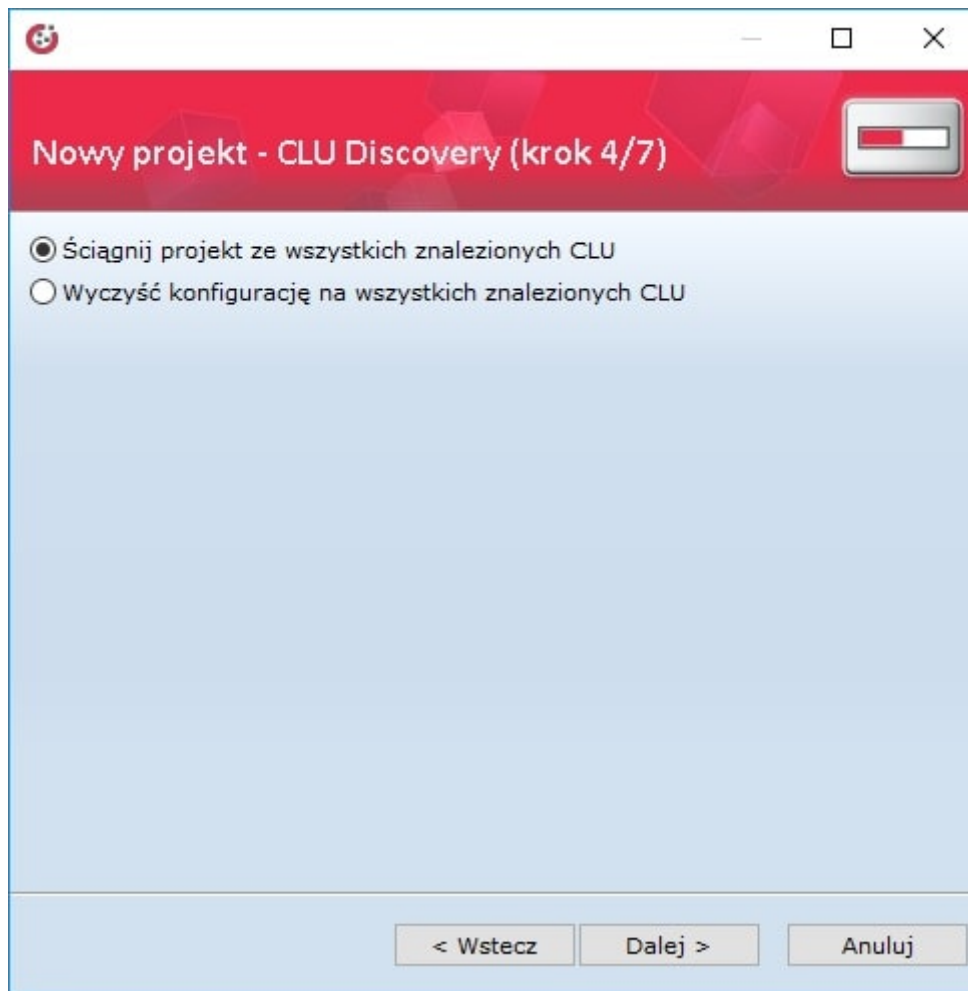 Nowy projekt - CLU Discovery (krok 4/7)
Ściągnij projekt ze wszystkich znalezionych CLU
Wyczyść konfigurację na wszystkich znalezionych CLU
< Wstecz
Dalej >
Anuluj